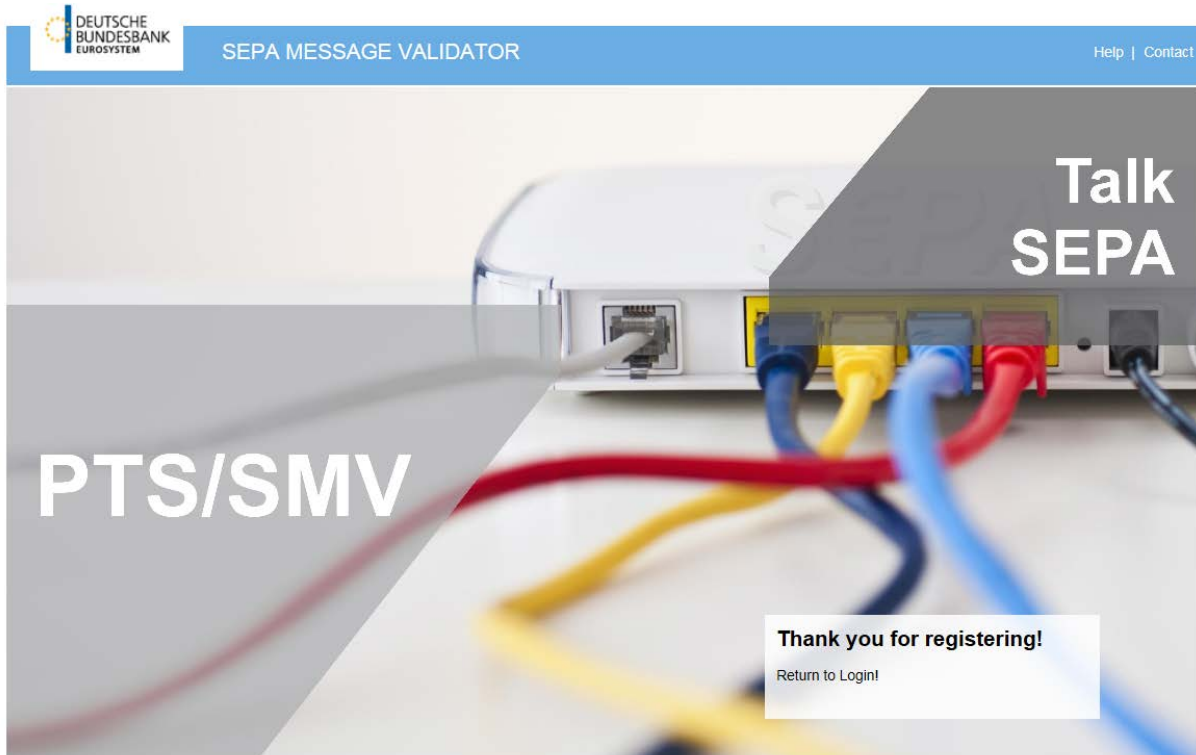 DEUTSCHE
BUNDESBANK
EUROSYSTEM
SEPA MESSAGE VALIDATOR
Help | Contact
Talk
SEPA
SEPA
PTS/SMV
Thank you for registering!
Return to Login!